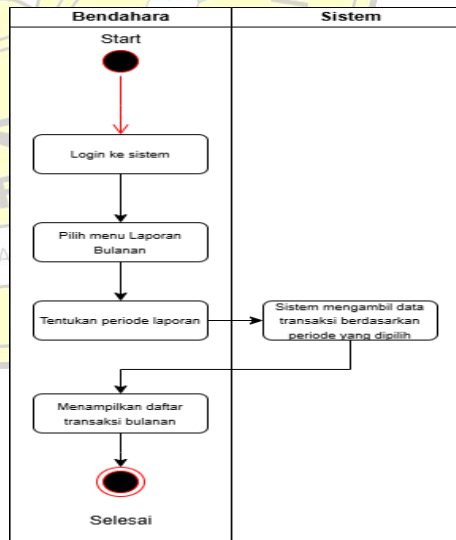 Bendahara
Sistem
Start
Login ke sistem
Pilih menu Laporan
Bulanan
Tentukan periode laporan
Sistem mengambil data
transaksi berdasarkan
periode yang dipilih
Menampilkan daftar
transaksi bulanan
Selesai